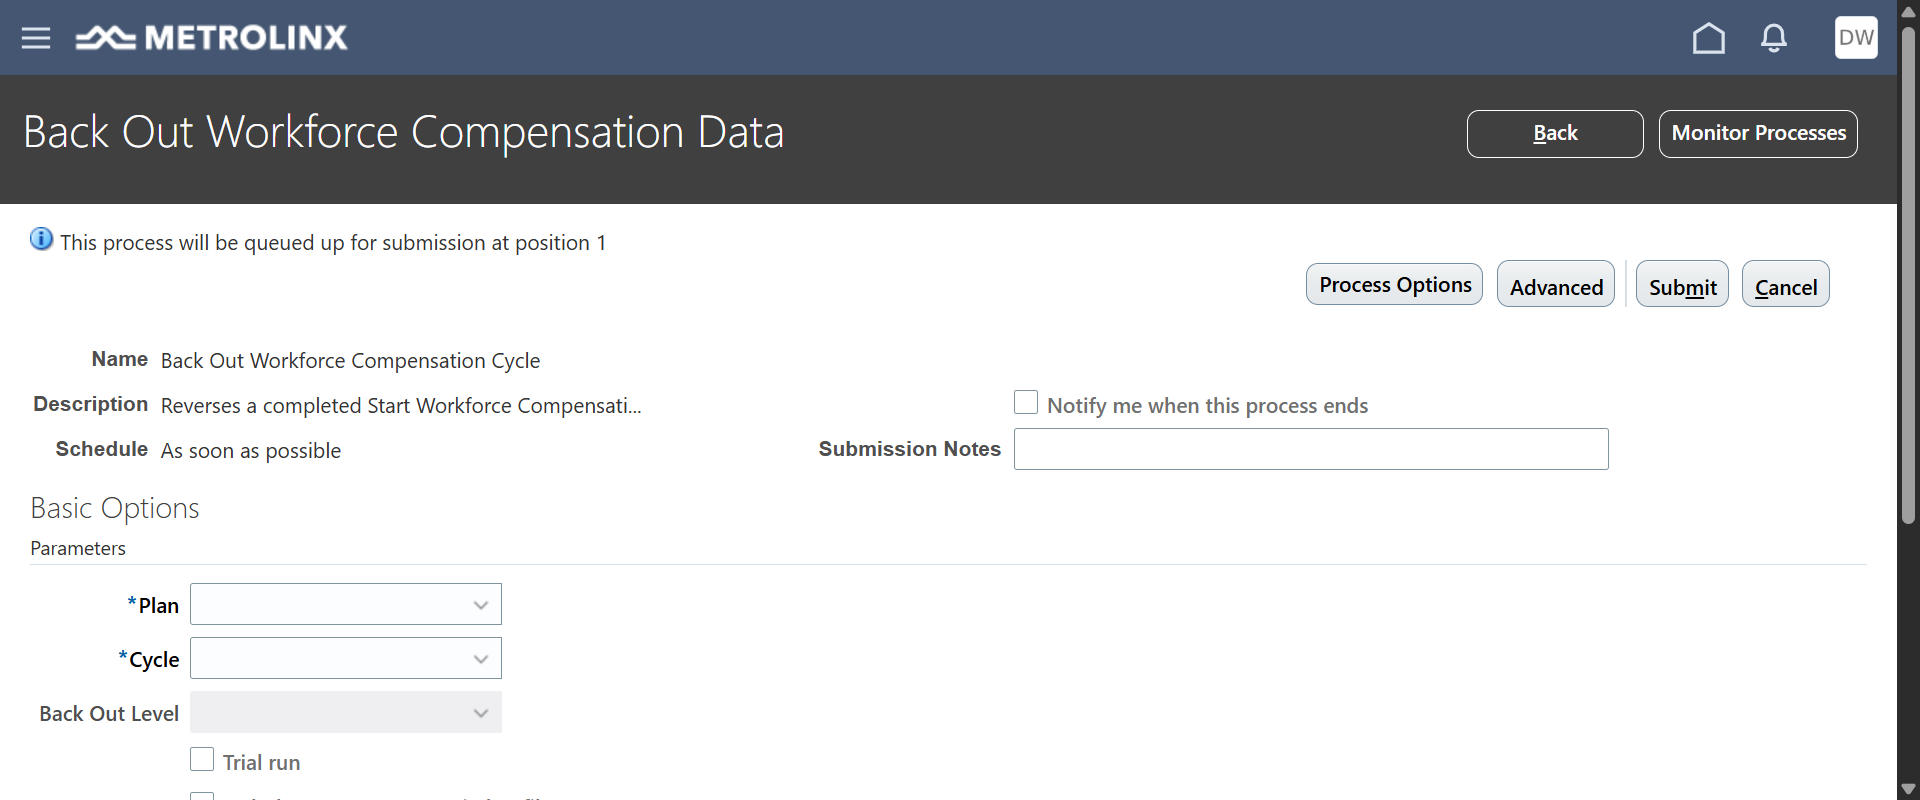 METROLINX
DW
Back Out Workforce Compensation Data
Back
Monitor Processes
This process will be queued up for submission at position 1
Process Options
Advanced
Submit
Cancel
Name Back Out Workforce Compensation Cycle
Description Reverses a completed Start Workforce Compensati...
Notify me when this process ends
Schedule As soon as possible
Submission Notes
Basic Options
Parameters
*Plan
*Cycle
Back Out Level
Trial run